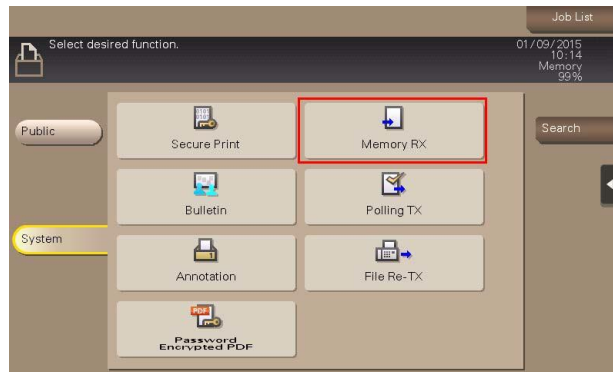 Job List
Select desired function.
01/09/2015
10:14
Memory
99%
Public
Secure Print
Memory RX
Search
Bulletin
Polling TX
System
Annotation
File Re-TX
PDF
Password
Encrypted PDF